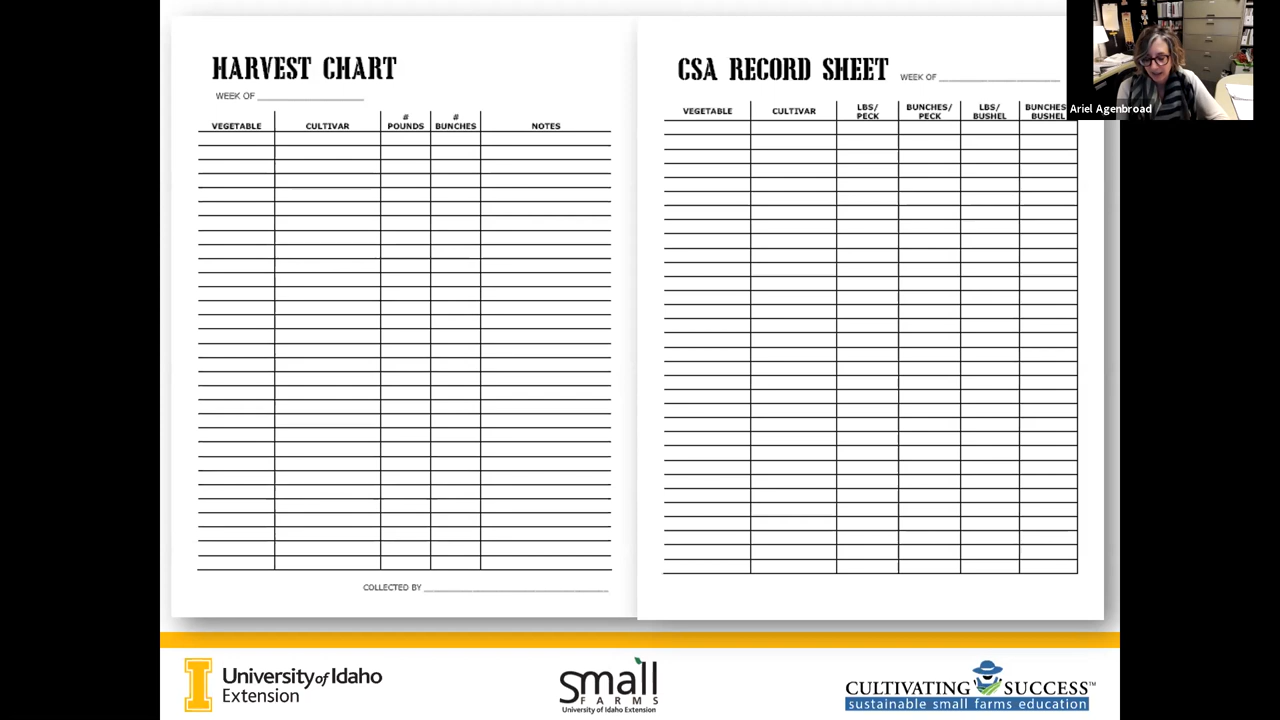 HARVEST CHART
WEEK OF
VEGETABLE
CULTIVAR
#
POUNDS
#
BUNCHES
NOTES
COLLECTED BY
CSA RECORD SHEET
WEEK OF
VEGETABLE
CULTIVAR
LBS/
PECK
BUNCHES/
PECK
LBS/
BUSHEL
BUNCHES
BUSHEL
Ariel Agenbroad
I
University of Idaho
Extension
small
FARMS
University of Idaho Extension
CULTIVATING SUCCESS™
sustainable small farms education